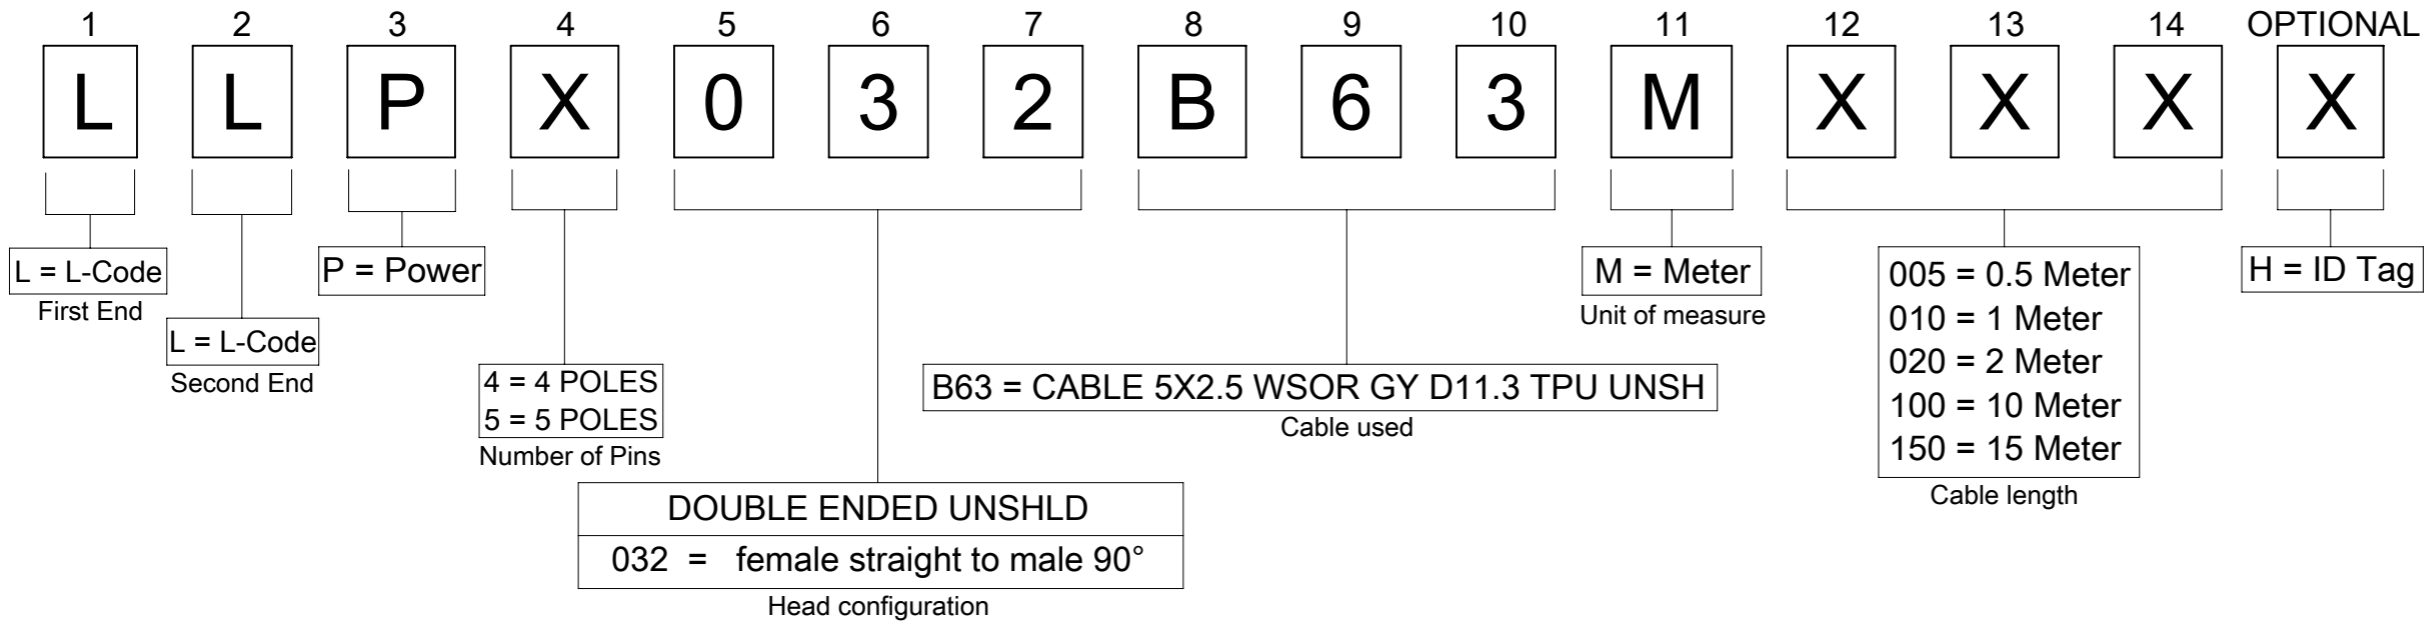 1 2 3 4 5 6 7 8 9 10 11 12 13 14 OPTIONAL
L L P X 0 3 2 B 6 3 M X X X X
L = L-Code
First End
L = L-Code
Second End
P = Power
4 = 4 POLES
5 = 5 POLES
Number of Pins
DOUBLE ENDED UNSHLD
032 = female straight to male 90°
Head configuration
B63 = CABLE 5X2.5 WSOR GY D11.3 TPU UNSH
Cable used
M = Meter
Unit of measure
005 = 0.5 Meter
010 = 1 Meter
020 = 2 Meter
100 = 10 Meter
150 = 15 Meter
Cable length
H = ID Tag